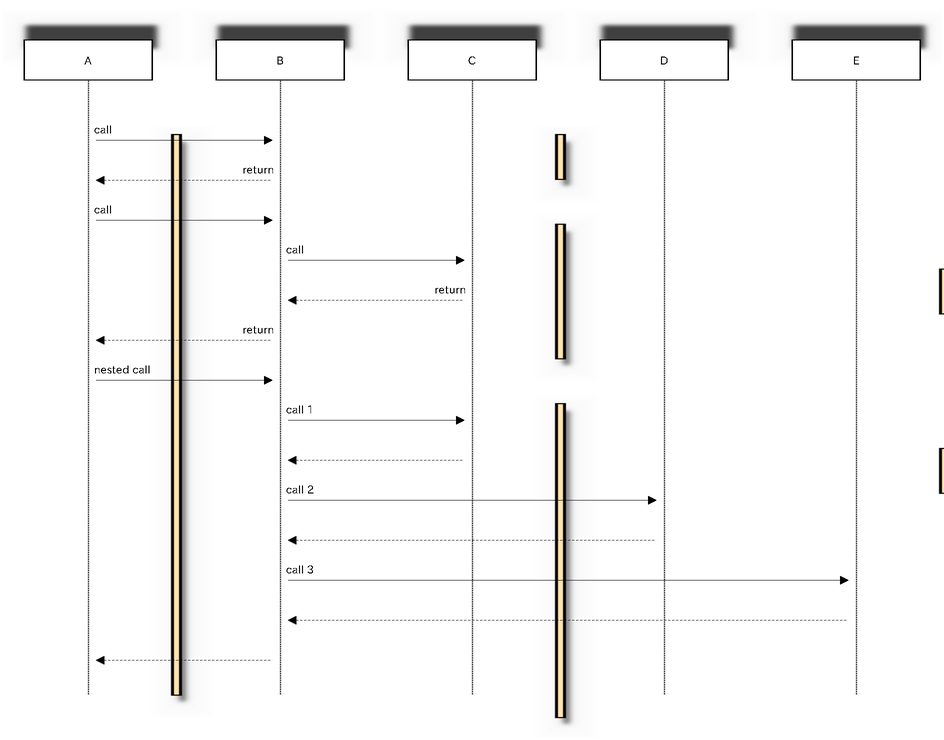 A
B
C
D
E
call
return
call
call
return
return
nested call
call 1
call 2
call 3